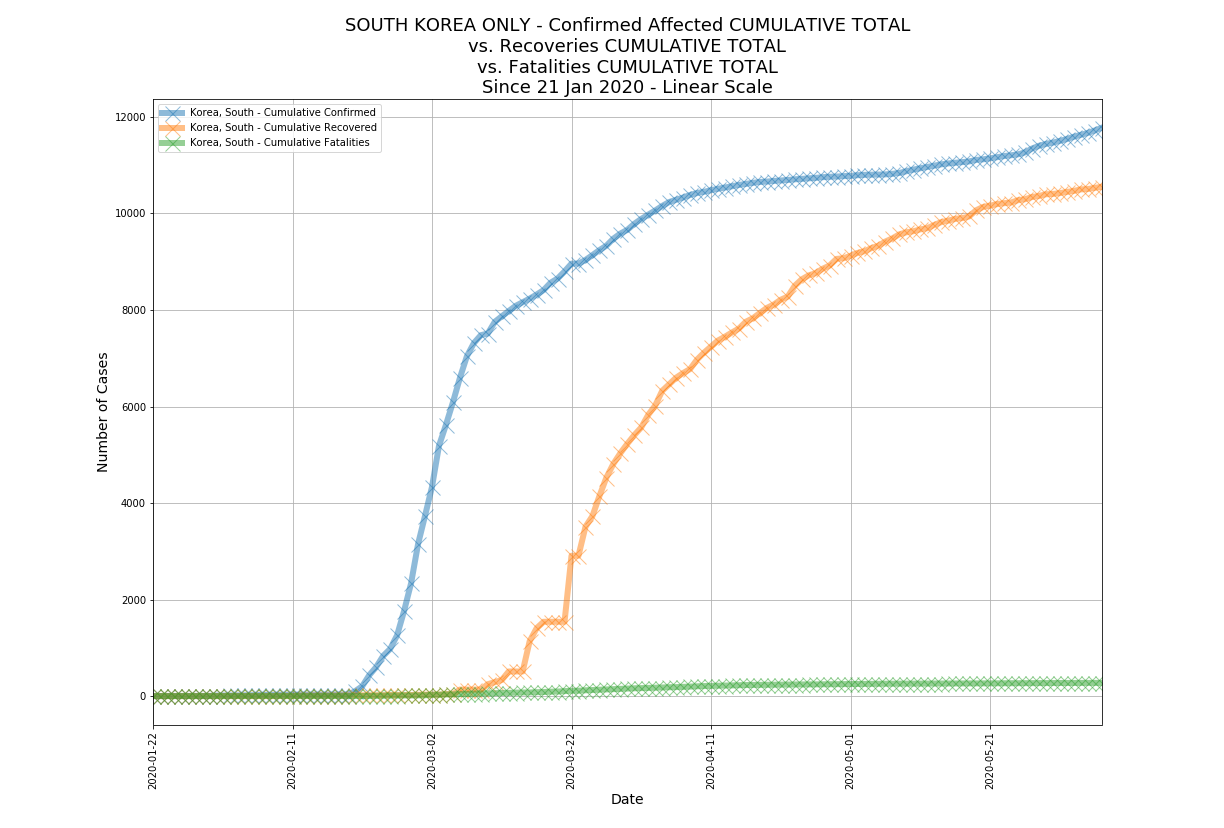 SOUTH KOREA ONLY - Confirmed Affected CUMULATIVE TOTAL
vs. Recoveries CUMULATIVE TOTAL
vs. Fatalities CUMULATIVE TOTAL
Since 21 Jan 2020 - Linear Scale
Korea, South - Cumulative Confirmed
Korea, South - Cumulative Recovered
Korea, South - Cumulative Fatalities
Number of Cases
12000
10000
8000
6000
4000
2000
0
2020-01-22
2020-02-11
2020-03-02
2020-03-22
2020-04-11
2020-05-01
2020-05-21
Date